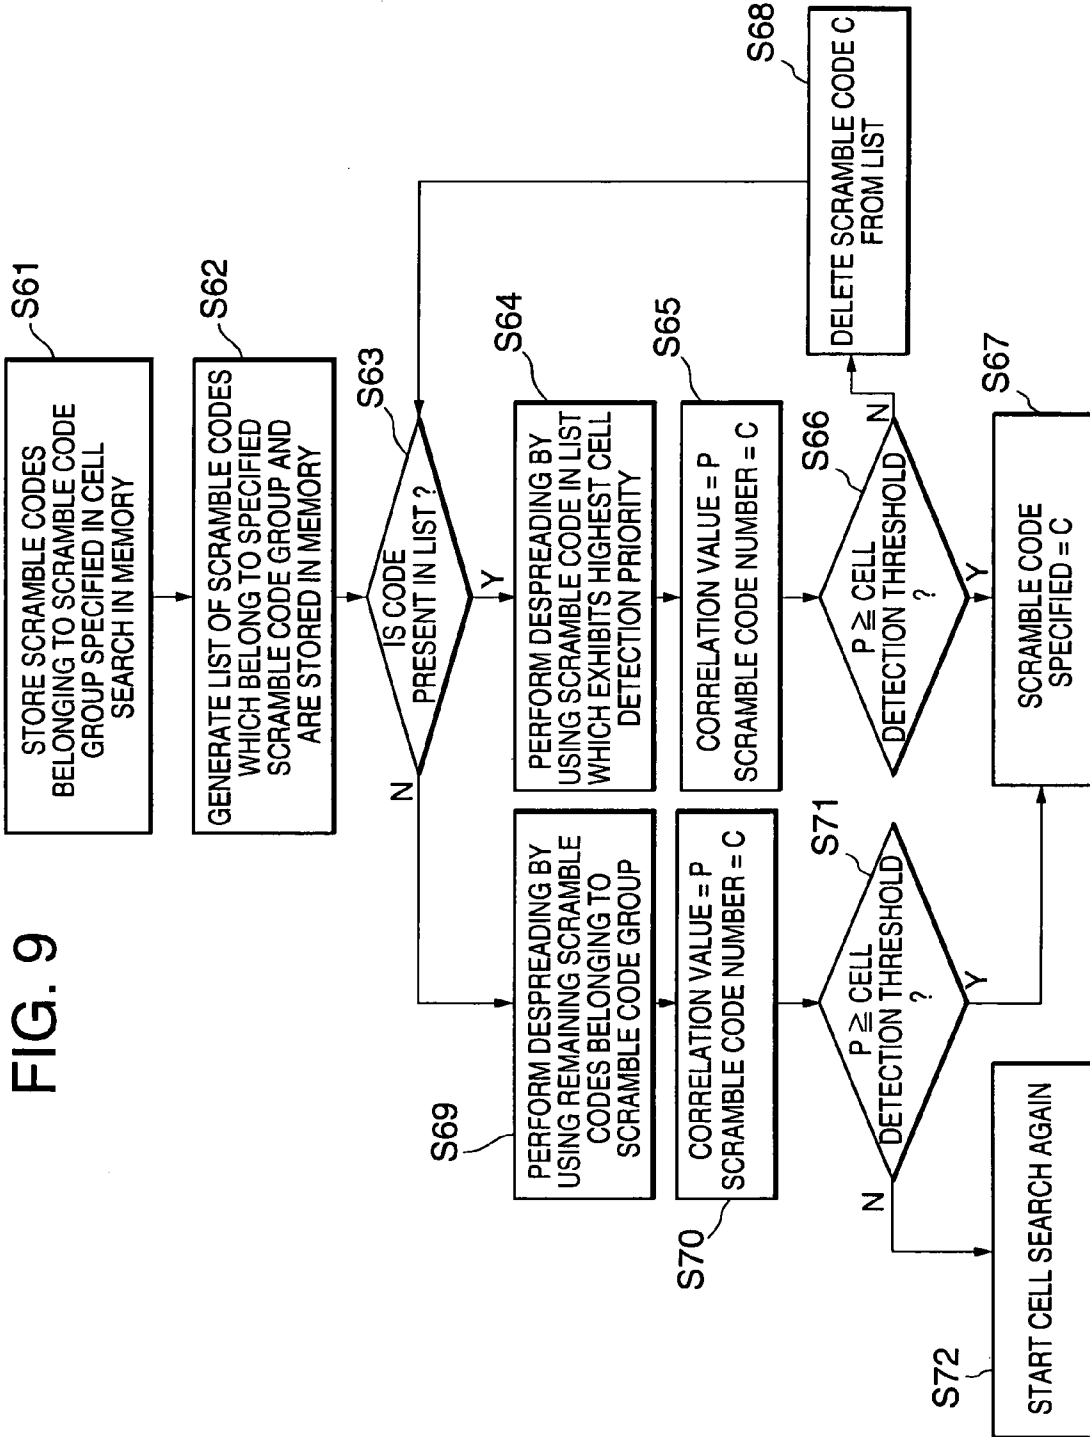 FIG. 9
STORE SCRAMBLE CODES
BELONGING TO SCRAMBLE CODE
GROUP SPECIFIED IN CELL
SEARCH IN MEMORY
S61
GENERATE LIST OF SCRAMBLE CODES
WHICH BELONG TO SPECIFIED
SCRAMBLE CODE GROUP AND
ARE STORED IN MEMORY
S62
IS CODE
PRESENT IN LIST ?
S63
N
Y
PERFORM DESPREADING BY
USING SCRAMBLE CODE IN LIST
WHICH EXHIBITS HIGHEST CELL
DETECTION PRIORITY
S64
CORRELATION VALUE = P
SCRAMBLE CODE NUMBER = C
S65
P ≧ CELL
DETECTION THRESHOLD
?
S66
N
Y
SCRAMBLE CODE
SPECIFIED = C
S67
DELETE SCRAMBLE CODE C
FROM LIST
S68
PERFORM DESPREADING BY
USING REMAINING SCRAMBLE
CODES BELONGING TO
SCRAMBLE CODE GROUP
S69
CORRELATION VALUE = P
SCRAMBLE CODE NUMBER = C
S70
P ≧ CELL
DETECTION THRESHOLD
?
S71
N
Y
START CELL SEARCH AGAIN
S72